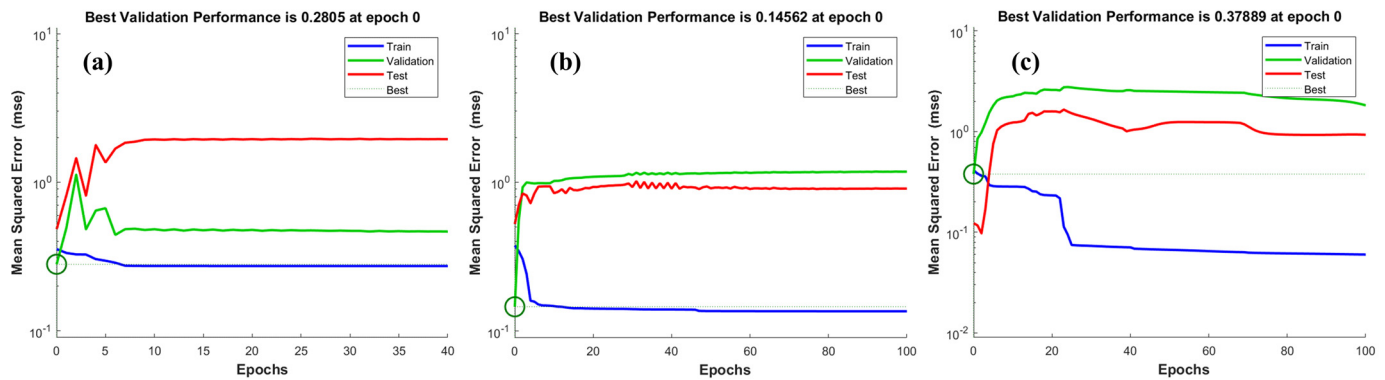 Best Validation Performance is 0.2805 at epoch 0
(a)
Train
Validation
Test
Best
Mean Squared Error (mse)
10^1
10^0
10^-1
0 5 10 15 20 25 30 35 40
Epochs
Best Validation Performance is 0.14562 at epoch 0
(b)
Train
Validation
Test
Best
Mean Squared Error (mse)
10^1
10^0
10^-1
0 20 40 60 80 100
Epochs
Best Validation Performance is 0.37889 at epoch 0
(c)
Train
Validation
Test
Best
Mean Squared Error (mse)
10^1
10^0
10^-1
10^-2
0 20 40 60 80 100
Epochs